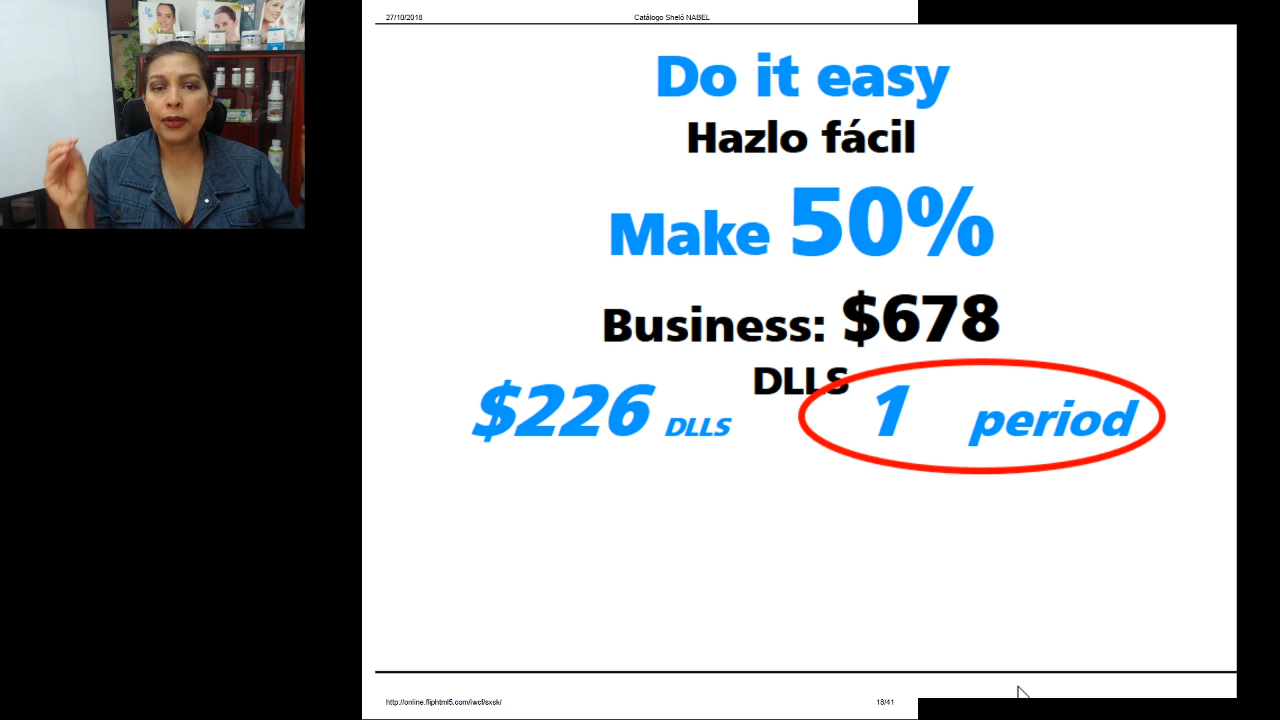 27/10/2018 Catálogo Sheló NABEL
Do it easy
Hazlo fácil
Make 50%
Business: $678
DLLS
$226 DLLS 1 period
http://online.fliphtml5.com/iwcf/sxsk/ 18/41